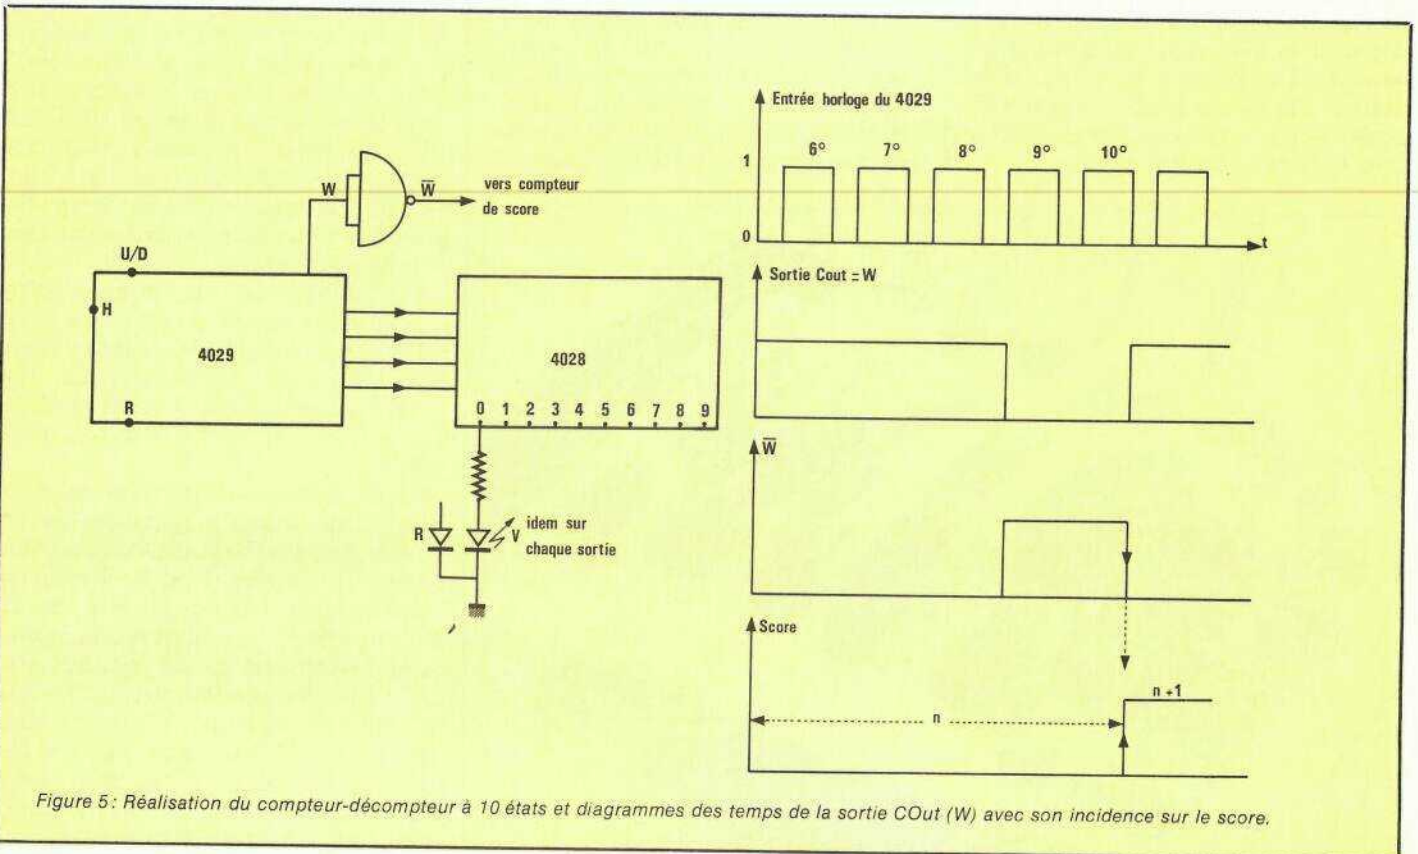 W
W̅
vers compteur
de score
U/D
H
4029
R
4028
0 1 2 3 4 5 6 7 8 9
R
V
idem sur
chaque sortie
Entrée horloge du 4029
6° 7° 8° 9° 10°
1
0
t
Sortie Cout = W
W̅
Score
n +1
n
Figure 5: Réalisation du compteur-décompteur à 10 états et diagrammes des temps de la sortie COut (W) avec son incidence sur le score.